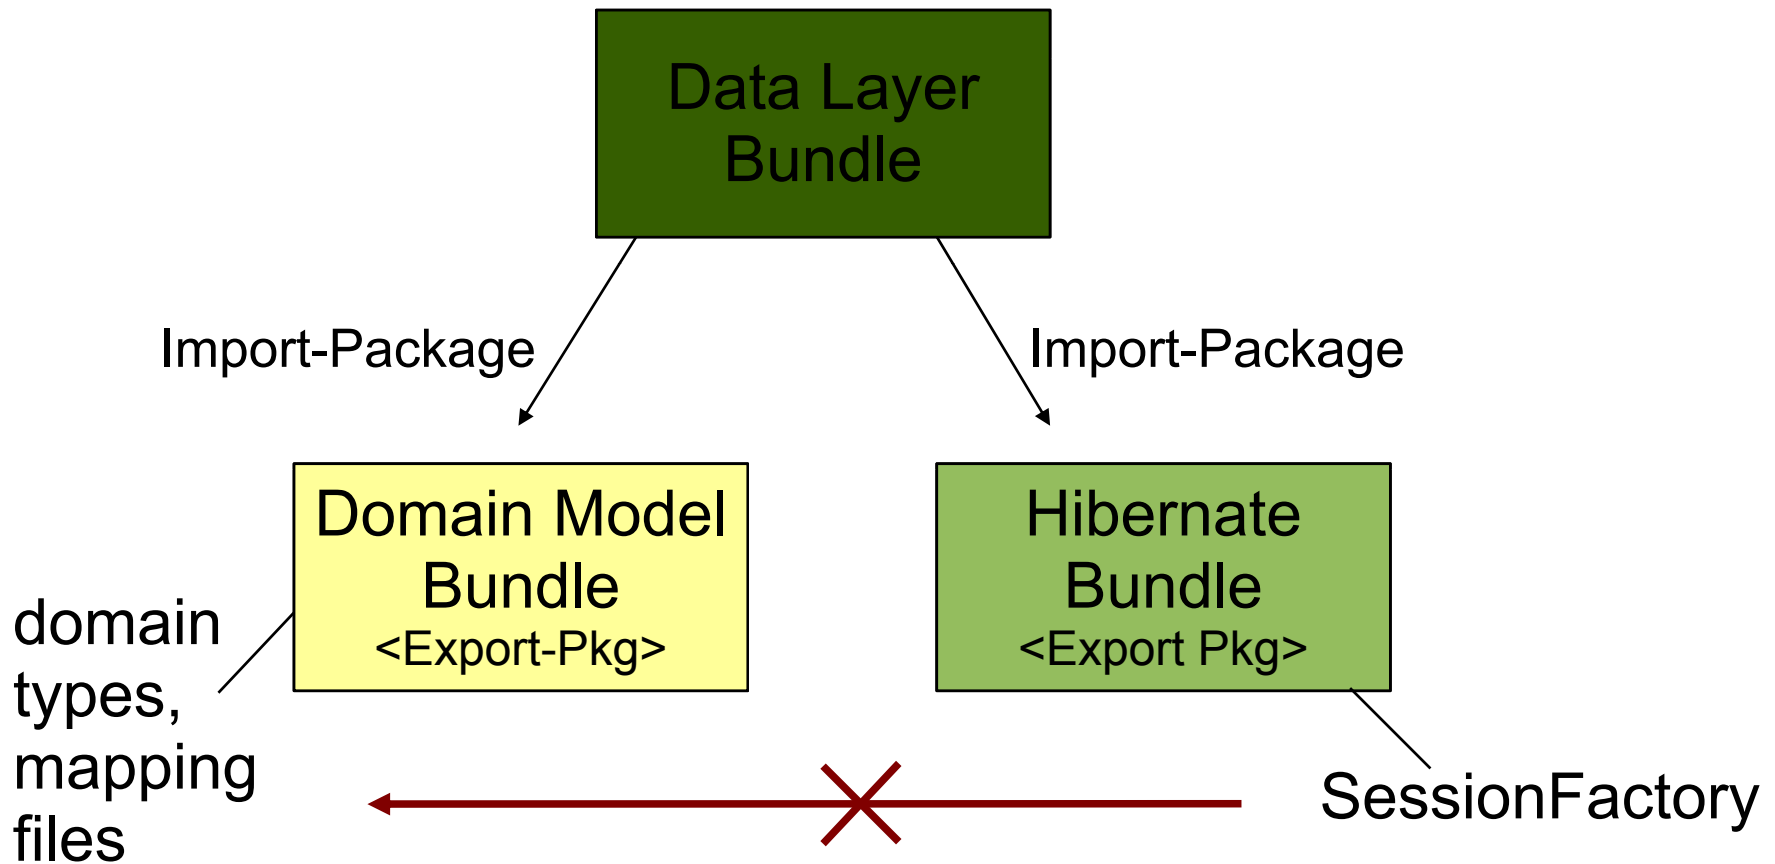 Data Layer
Bundle
Import-Package
Import-Package
Domain Model
Bundle
<Export-Pkg>
Hibernate
Bundle
<Export Pkg>
domain
types,
mapping
files
SessionFactory